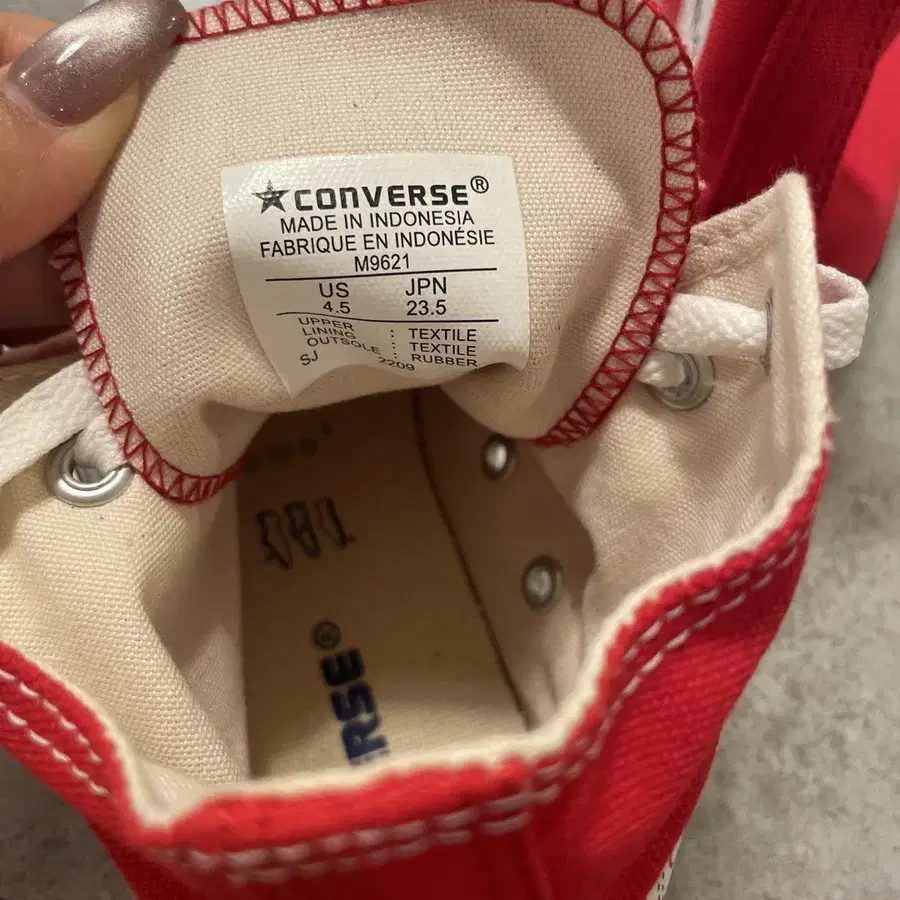 CONVERSE®
MADE IN INDONESIA
FABRIQUE EN INDONÉSIE
M9621
US JPN
4.5 23.5
UPPER : TEXTILE
LINING : TEXTILE
OUTSOLE : RUBBER
SJ 2209
ERSE®